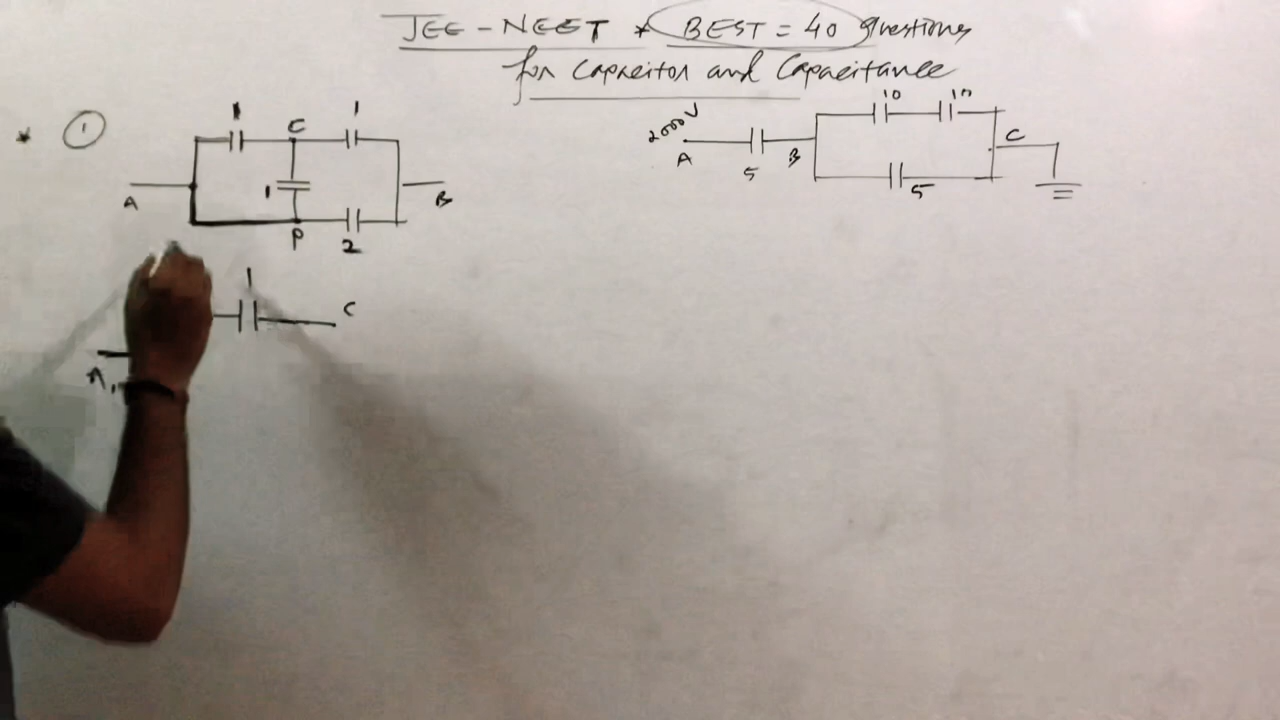 JEE - NEET * BEST = 40 Questions
for Capacitor and Capacitance
* 1
1 C 1
A 1 B
P 2
1 C
A
2000V
A 5 B
10 10
5 C